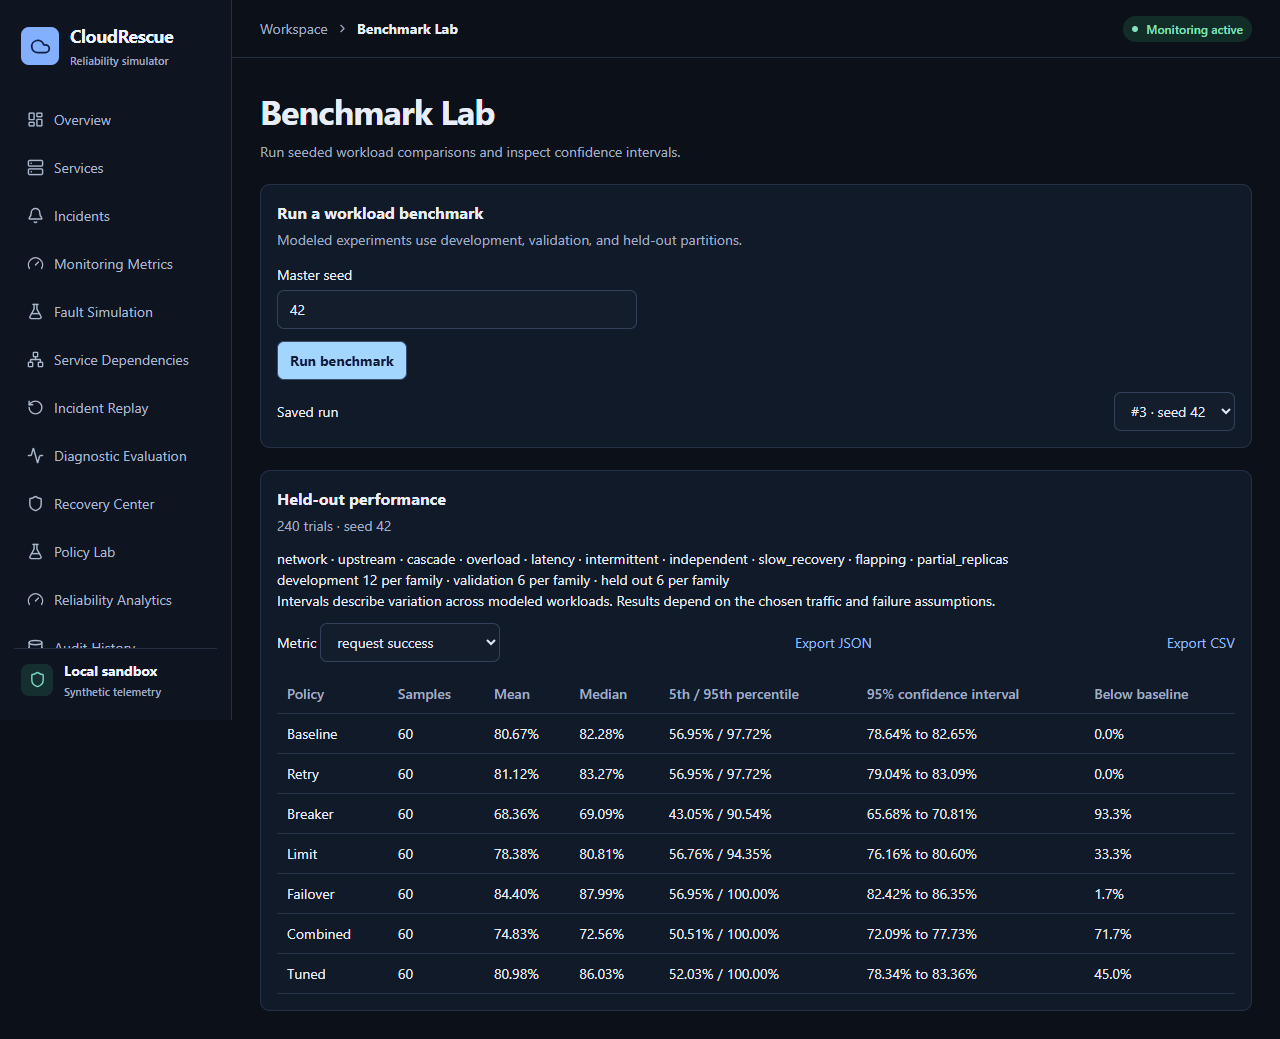 CloudRescue
Reliability simulator
Overview
Services
Incidents
Monitoring Metrics
Fault Simulation
Service Dependencies
Incident Replay
Diagnostic Evaluation
Recovery Center
Policy Lab
Reliability Analytics
Audit History
Local sandbox
Synthetic telemetry
Workspace › Benchmark Lab
Monitoring active
Benchmark Lab
Run seeded workload comparisons and inspect confidence intervals.
Run a workload benchmark
Modeled experiments use development, validation, and held-out partitions.
Master seed
42
Run benchmark
Saved run #3 · seed 42
Held-out performance
240 trials · seed 42
network · upstream · cascade · overload · latency · intermittent · independent · slow_recovery · flapping · partial_replicas
development 12 per family · validation 6 per family · held out 6 per family
Intervals describe variation across modeled workloads. Results depend on the chosen traffic and failure assumptions.
Metric request success Export JSON Export CSV
Policy Samples Mean Median 5th / 95th percentile 95% confidence interval Below baseline
Baseline 60 80.67% 82.28% 56.95% / 97.72% 78.64% to 82.65% 0.0%
Retry 60 81.12% 83.27% 56.95% / 97.72% 79.04% to 83.09% 0.0%
Breaker 60 68.36% 69.09% 43.05% / 90.54% 65.68% to 70.81% 93.3%
Limit 60 78.38% 80.81% 56.76% / 94.35% 76.16% to 80.60% 33.3%
Failover 60 84.40% 87.99% 56.95% / 100.00% 82.42% to 86.35% 1.7%
Combined 60 74.83% 72.56% 50.51% / 100.00% 72.09% to 77.73% 71.7%
Tuned 60 80.98% 86.03% 52.03% / 100.00% 78.34% to 83.36% 45.0%